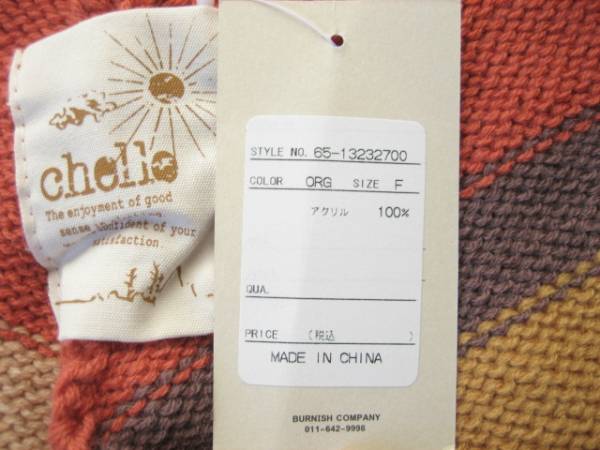 chello
The enjoyment of good
sense, confident of your
satisfaction.
STYLE NO. 65-13232700
COLOR ORG SIZE F
アクリル 100%
QUA.
PRICE (税込 )
MADE IN CHINA
BURNISH COMPANY
011-642-9996